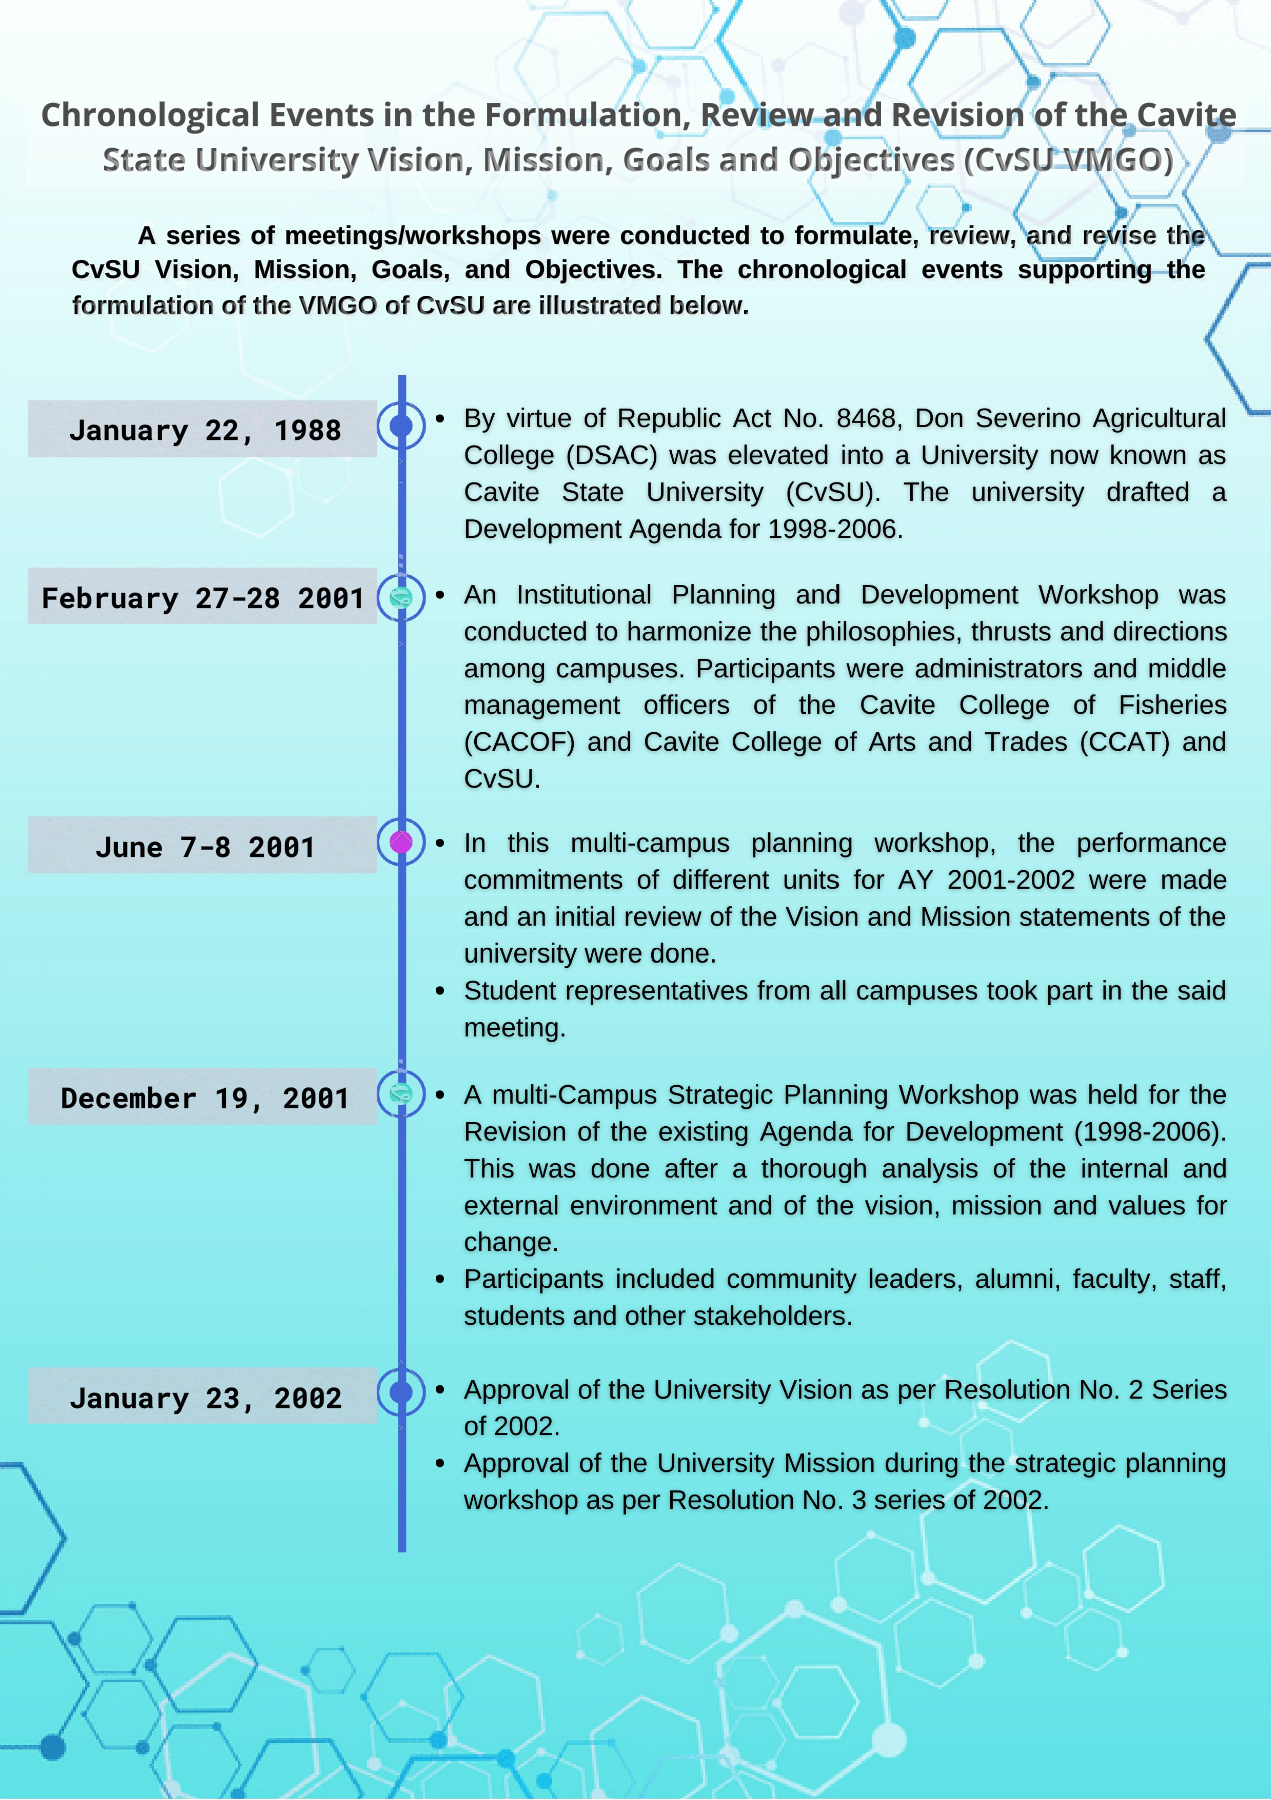 Chronological Events in the Formulation, Review and Revision of the Cavite
State University Vision, Mission, Goals and Objectives (CvSU VMGO)
A series of meetings/workshops were conducted to formulate, review, and revise the
CvSU Vision, Mission, Goals, and Objectives. The chronological events supporting the
formulation of the VMGO of CvSU are illustrated below.
January 22, 1988
• By virtue of Republic Act No. 8468, Don Severino Agricultural
College (DSAC) was elevated into a University now known as
Cavite State University (CvSU). The university drafted a
Development Agenda for 1998-2006.
February 27-28 2001
• An Institutional Planning and Development Workshop was
conducted to harmonize the philosophies, thrusts and directions
among campuses. Participants were administrators and middle
management officers of the Cavite College of Fisheries
(CACOF) and Cavite College of Arts and Trades (CCAT) and
CvSU.
June 7-8 2001
• In this multi-campus planning workshop, the performance
commitments of different units for AY 2001-2002 were made
and an initial review of the Vision and Mission statements of the
university were done.
• Student representatives from all campuses took part in the said
meeting.
December 19, 2001
• A multi-Campus Strategic Planning Workshop was held for the
Revision of the existing Agenda for Development (1998-2006).
This was done after a thorough analysis of the internal and
external environment and of the vision, mission and values for
change.
• Participants included community leaders, alumni, faculty, staff,
students and other stakeholders.
January 23, 2002
• Approval of the University Vision as per Resolution No. 2 Series
of 2002.
• Approval of the University Mission during the strategic planning
workshop as per Resolution No. 3 series of 2002.